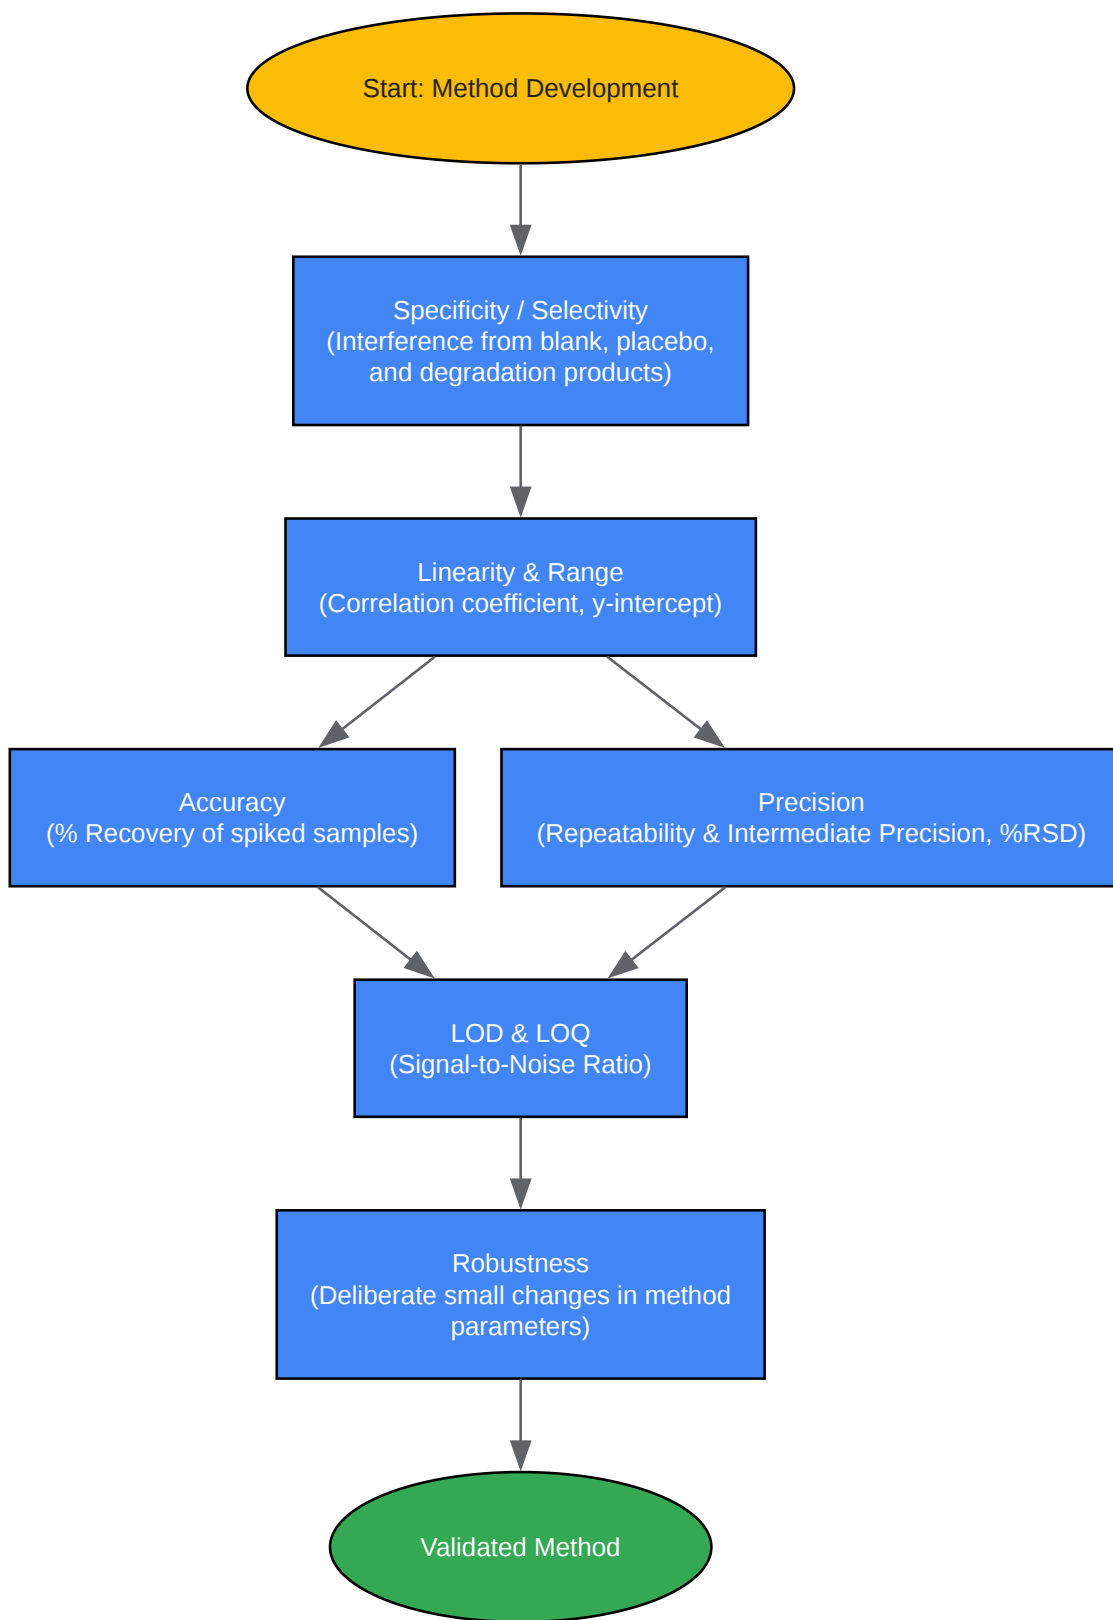 Start: Method Development
Specificity / Selectivity
(Interference from blank, placebo,
and degradation products)
Linearity & Range
(Correlation coefficient, y-intercept)
Accuracy
(% Recovery of spiked samples)
Precision
(Repeatability & Intermediate Precision, %RSD)
LOD & LOQ
(Signal-to-Noise Ratio)
Robustness
(Deliberate small changes in method
parameters)
Validated Method